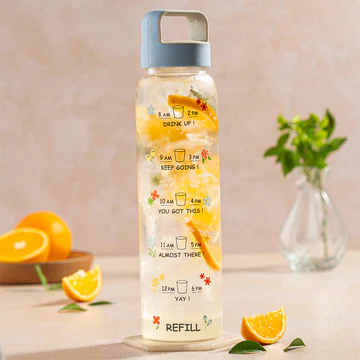 8 AM 2 PM
DRINK UP !
9 AM 3 PM
KEEP GOING !
10 AM 4 PM
YOU GOT THIS !
11 AM 5 PM
ALMOST THERE !
12 PM 6 PM
YAY !
REFILL